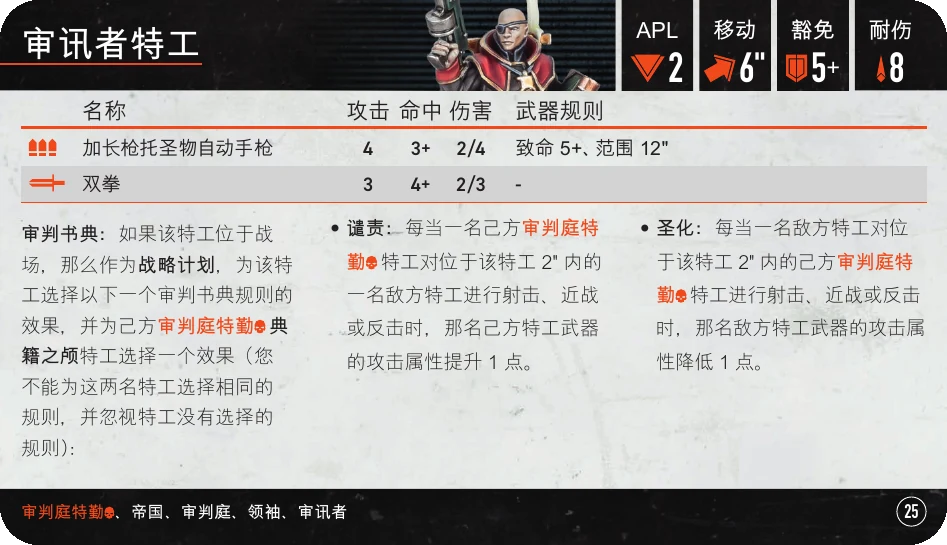 审讯者特工
APL 移动 豁免 耐伤
2 6" 5+ 8
名称 攻击 命中 伤害 武器规则
加长枪托圣物自动手枪 4 3+ 2/4 致命 5+、范围 12"
双拳 3 4+ 2/3 -
审判书典：如果该特工位于战
场，那么作为战略计划，为该特
工选择以下一个审判书典规则的
效果，并为己方审判庭特勤典
籍之颅特工选择一个效果（您
不能为这两名特工选择相同的
规则，并忽视特工没有选择的
规则）：
• 谴责：每当一名己方审判庭特
勤特工对位于该特工 2" 内的
一名敌方特工进行射击、近战
或反击时，那名己方特工武器
的攻击属性提升 1 点。
• 圣化：每当一名敌方特工对位
于该特工 2" 内的己方审判庭特
勤特工进行射击、近战或反击
时，那名敌方特工武器的攻击属
性降低 1 点。
审判庭特勤、帝国、审判庭、领袖、审讯者
25